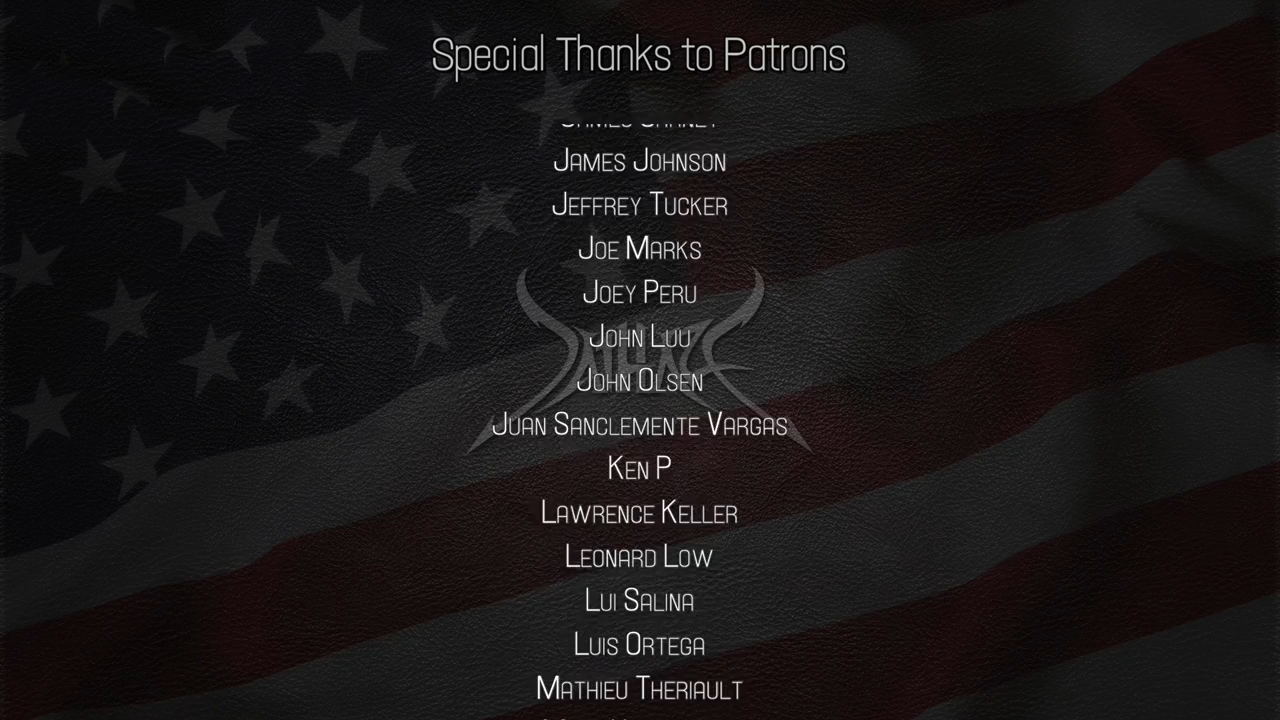 Special Thanks to Patrons
James Johnson
Jeffrey Tucker
Joe Marks
Joey Peru
John Luu
John Olsen
Juan Sanclemente Vargas
Ken P
Lawrence Keller
Leonard Low
Lui Salina
Luis Ortega
Mathieu Theriault